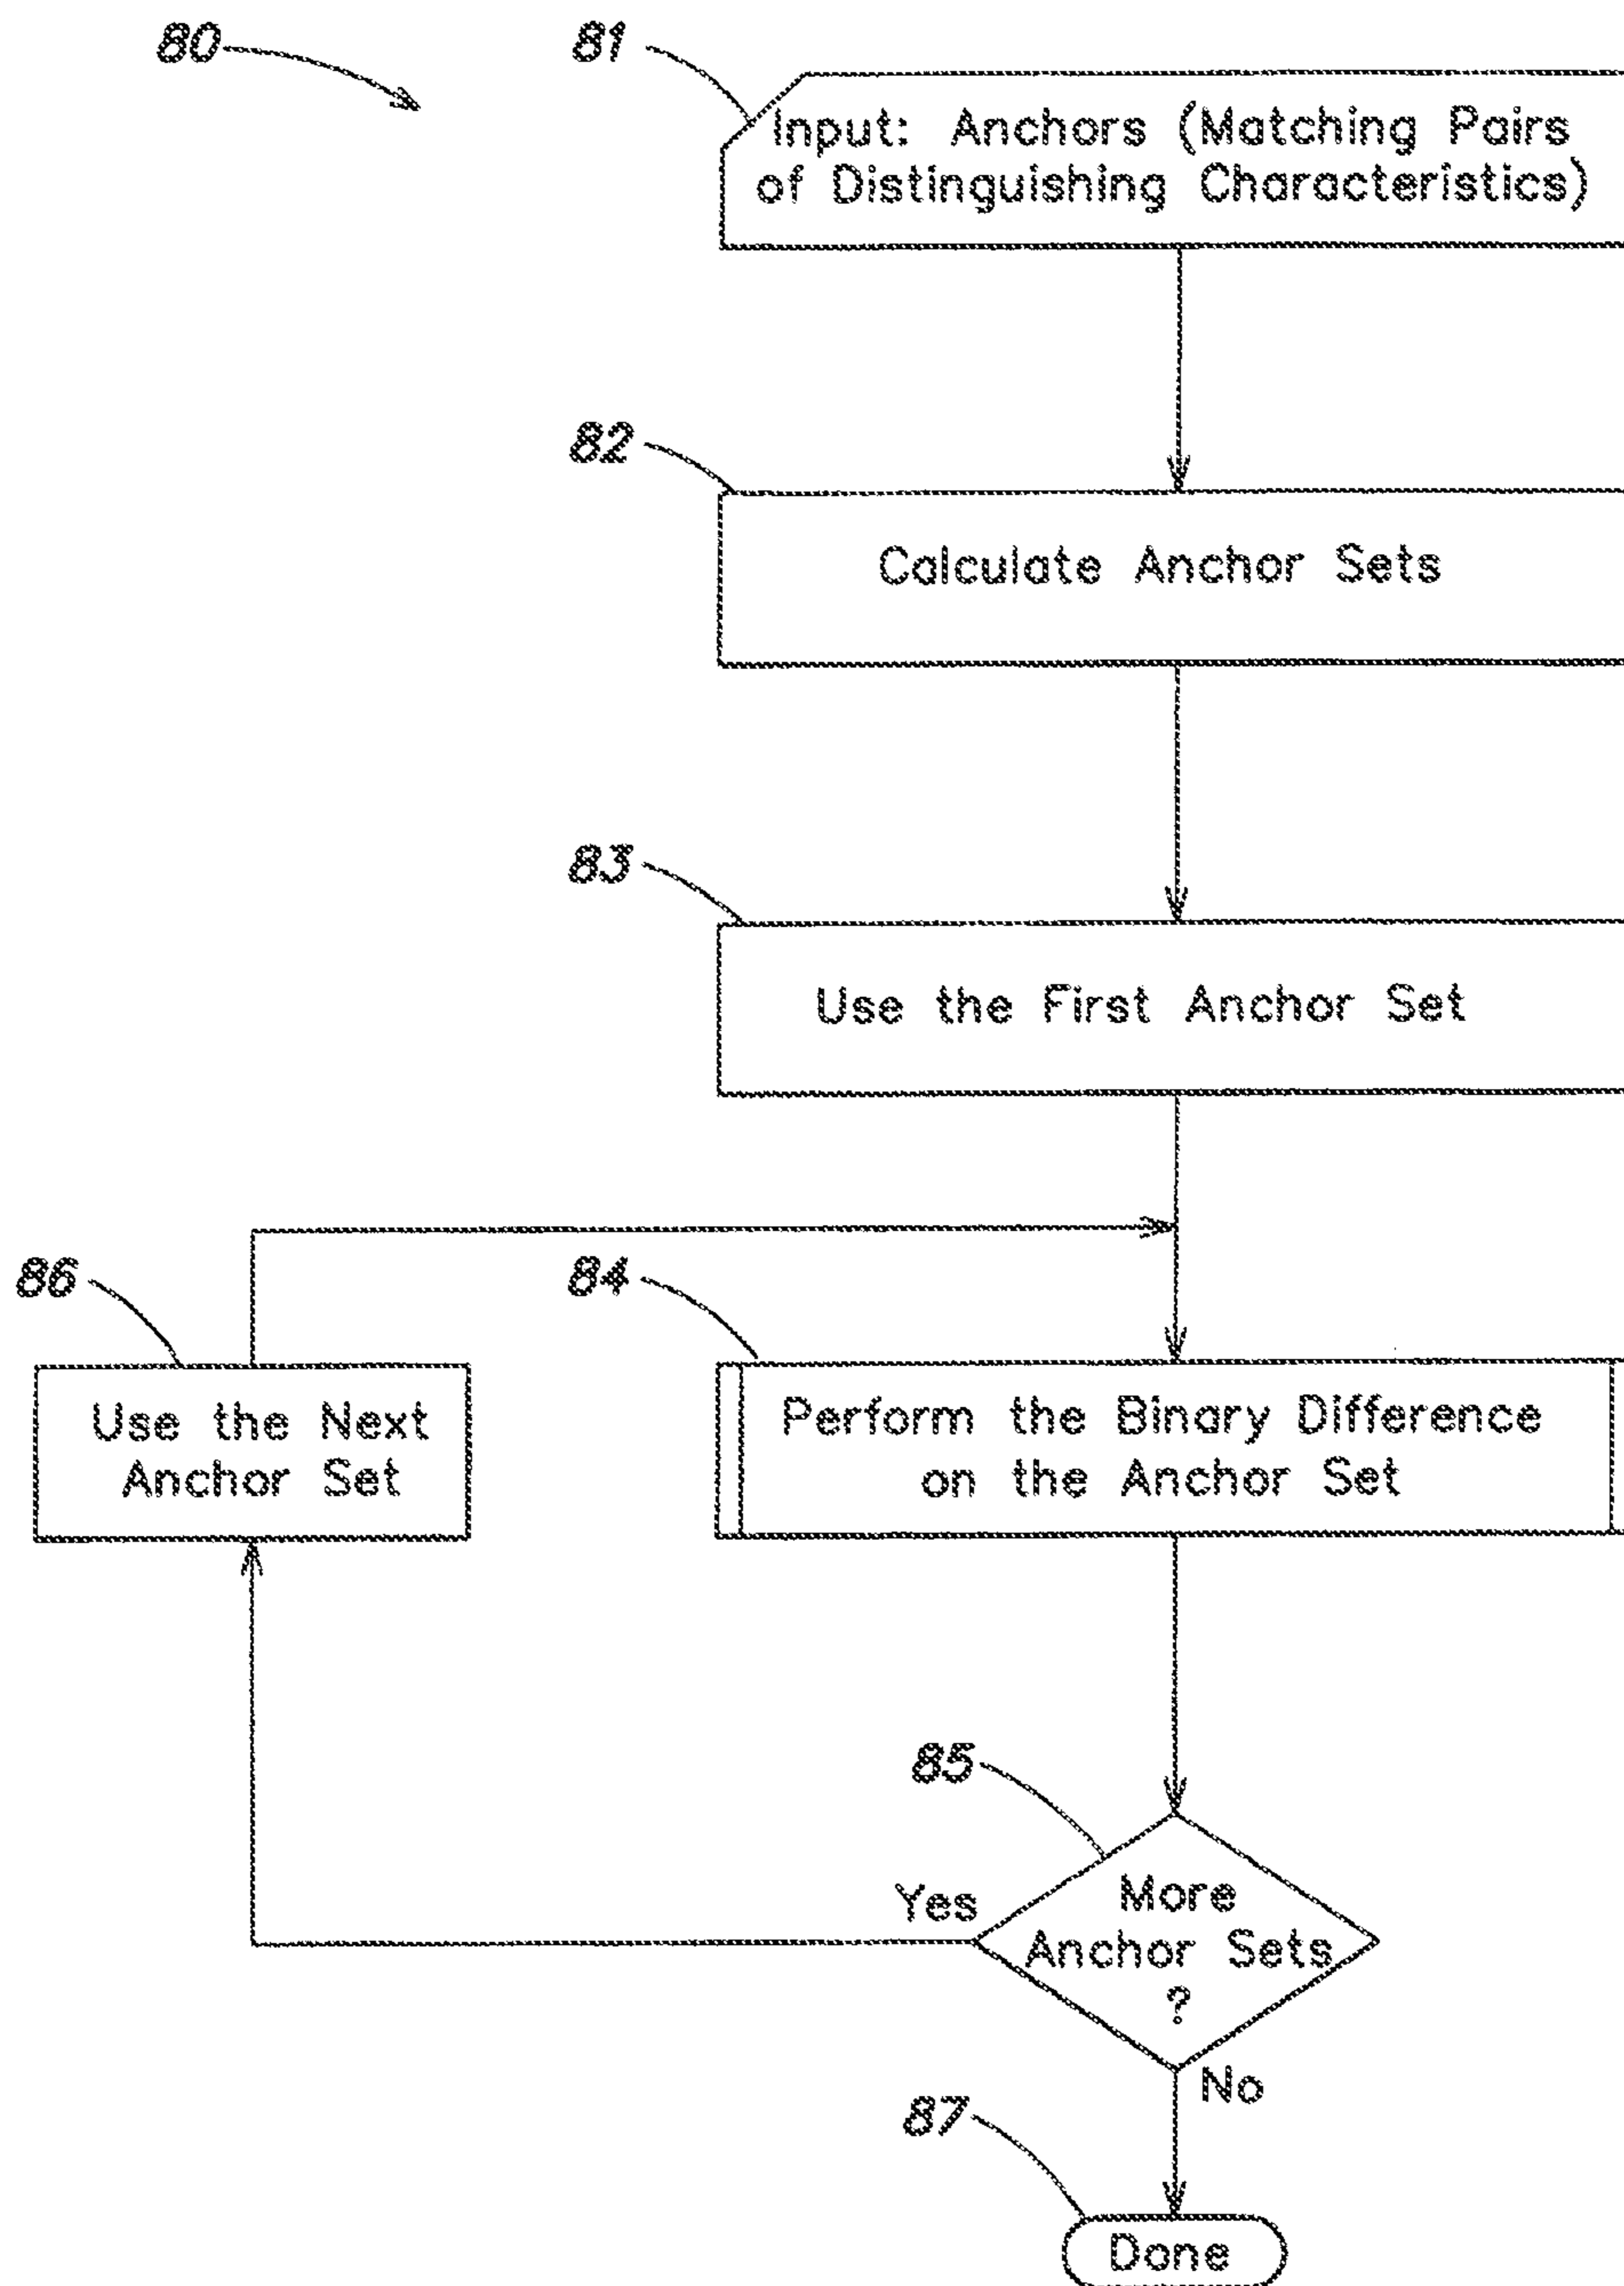 80
81
Input: Anchors (Matching Pairs
of Distinguishing Characteristics)
82
Calculate Anchor Sets
83
Use the First Anchor Set
86
84
Use the Next
Anchor Set
Perform the Binary Difference
on the Anchor Set
85
Yes
More
Anchor Sets
?
No
87
Done